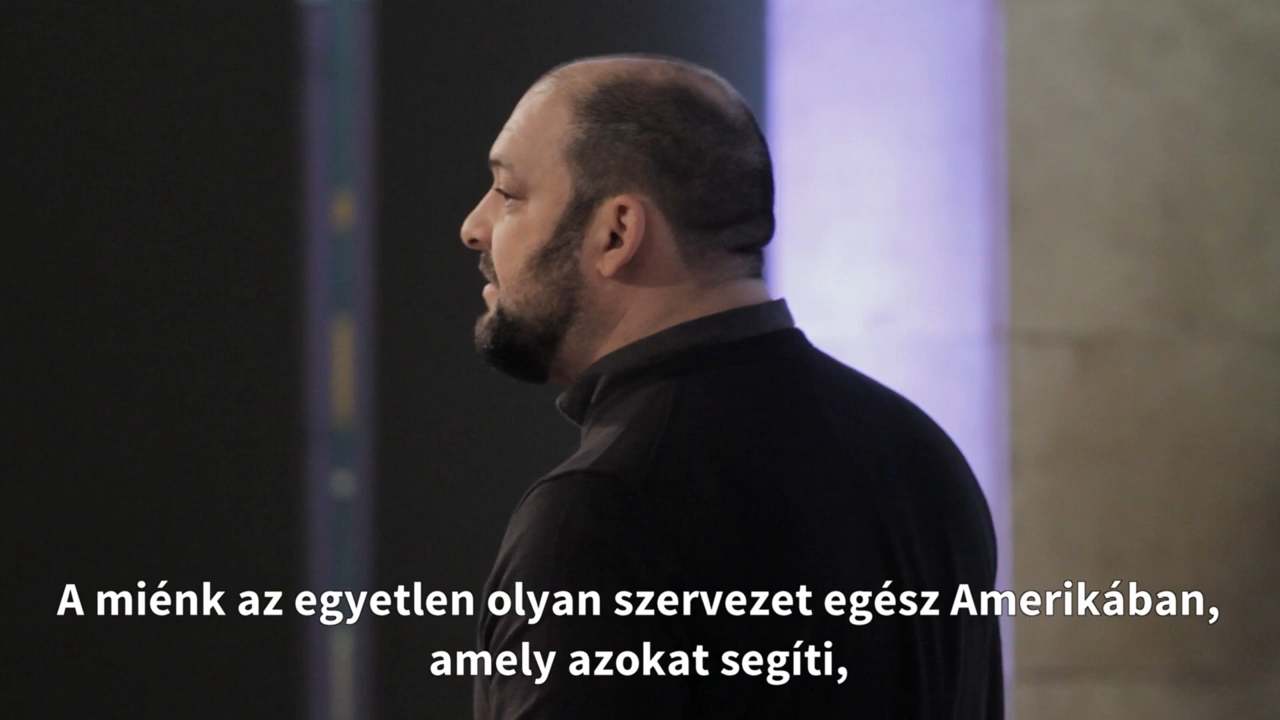 A miénk az egyetlen olyan szervezet egész Amerikában,
amely azokat segíti,